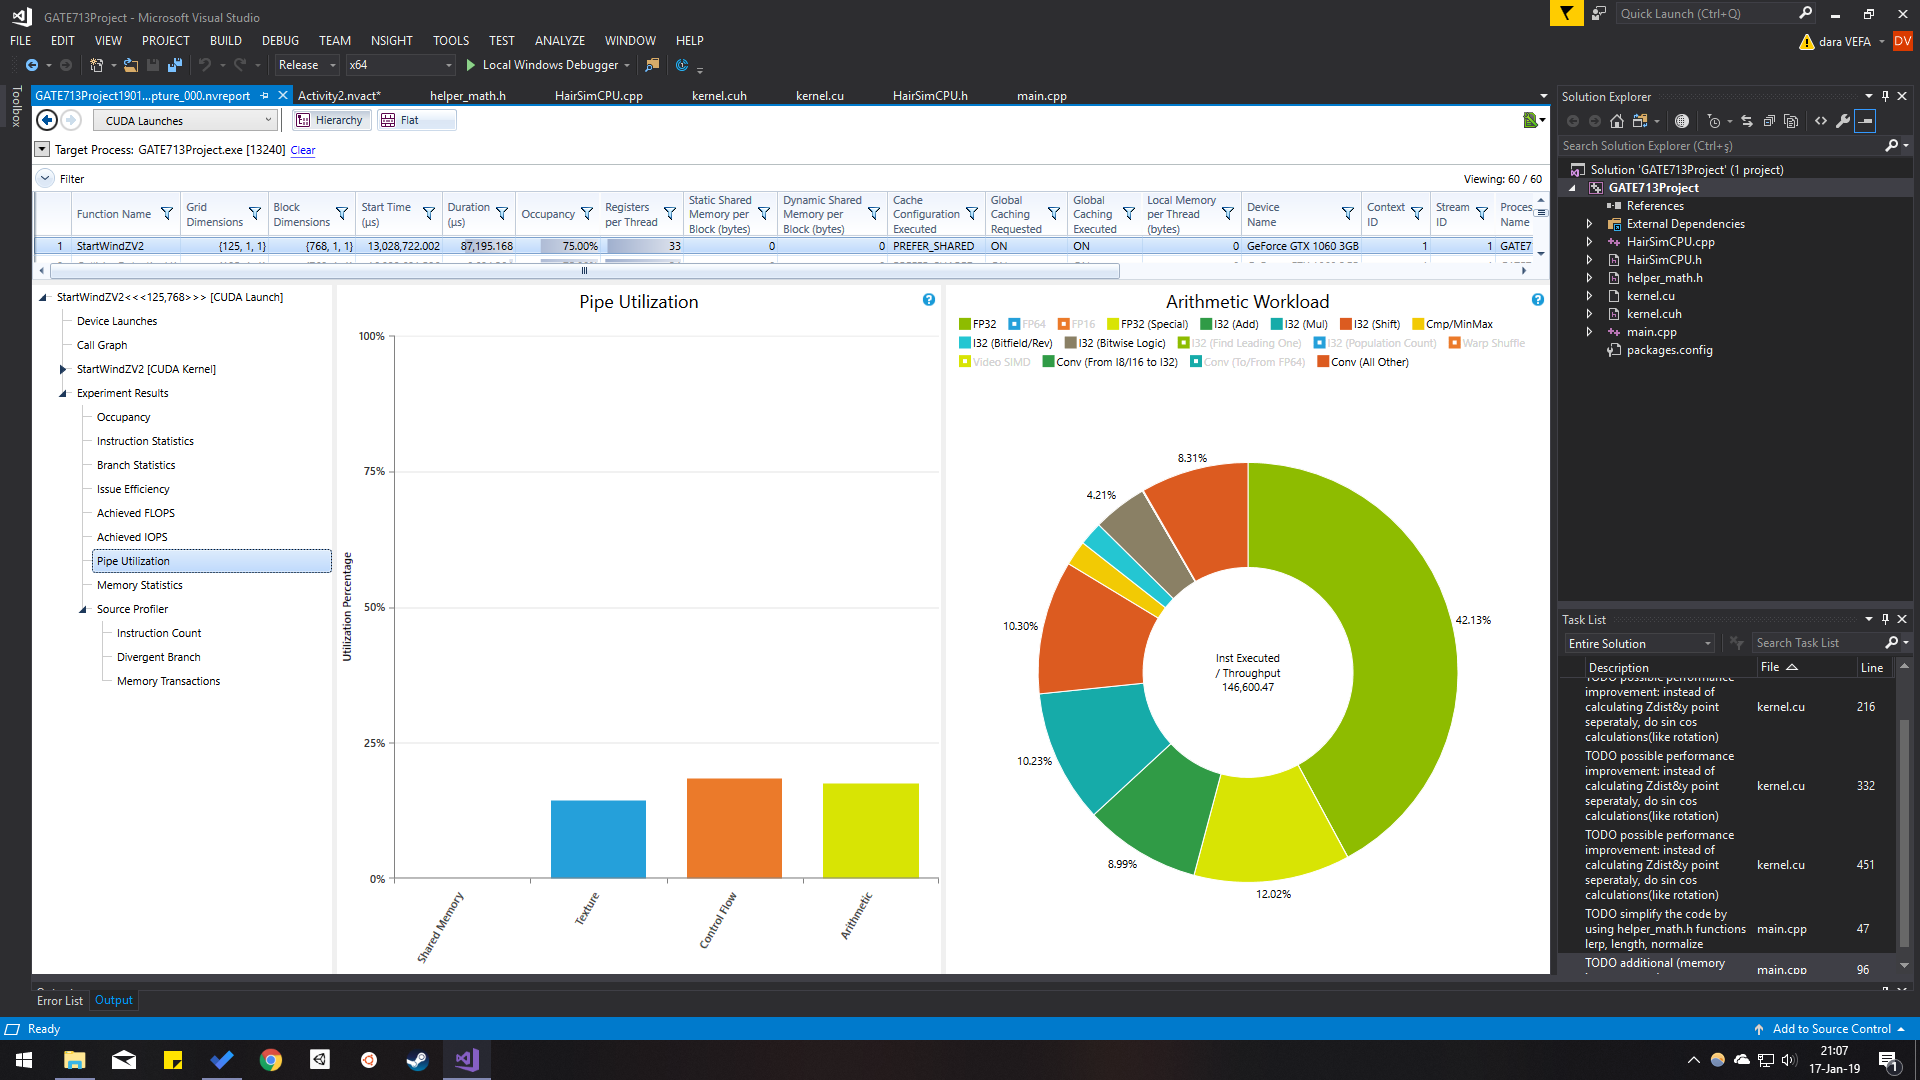 GATE713Project - Microsoft Visual Studio
Quick Launch (Ctrl+Q)
FILE EDIT VIEW PROJECT BUILD DEBUG TEAM NSIGHT TOOLS TEST ANALYZE WINDOW HELP
dara VEFA DV
Release x64 Local Windows Debugger
Toolbox
GATE713Project1901...pture_000.nvreport Activity2.nvact* helper_math.h HairSimCPU.cpp kernel.cuh kernel.cu HairSimCPU.h main.cpp
CUDA Launches Hierarchy Flat
Target Process: GATE713Project.exe [13240] Clear
Filter Viewing: 60 / 60
Function Name
Grid Dimensions
Block Dimensions
Start Time (µs)
Duration (µs)
Occupancy
Registers per Thread
Static Shared Memory per Block (bytes)
Dynamic Shared Memory per Block (bytes)
Cache Configuration Executed
Global Caching Requested
Global Caching Executed
Local Memory per Thread (bytes)
Device Name
Context ID
Stream ID
Proces Name
1 StartWindZV2 {125, 1, 1} {768, 1, 1} 13,028,722.002 87,195.168 75.00% 33 0 0 PREFER_SHARED ON ON 0 GeForce GTX 1060 3GB 1 1 GATE7
StartWindZV2<<<125,768>>> [CUDA Launch]
Device Launches
Call Graph
StartWindZV2 [CUDA Kernel]
Experiment Results
Occupancy
Instruction Statistics
Branch Statistics
Issue Efficiency
Achieved FLOPS
Achieved IOPS
Pipe Utilization
Memory Statistics
Source Profiler
Instruction Count
Divergent Branch
Memory Transactions
Pipe Utilization
Utilization Percentage
100%
75%
50%
25%
0%
Shared Memory
Texture
Control Flow
Arithmetic
Arithmetic Workload
FP32 FP64 FP16 FP32 (Special) I32 (Add) I32 (Mul) I32 (Shift) Cmp/MinMax
I32 (Bitfield/Rev) I32 (Bitwise Logic) I32 (Find Leading One) I32 (Population Count) Warp Shuffle
Video SIMD Conv (From I8/I16 to I32) Conv (To/From FP64) Conv (All Other)
8.31%
4.21%
10.30%
42.13%
10.23%
8.99%
12.02%
Inst Executed
/ Throughput
146,600.47
Solution Explorer
Search Solution Explorer (Ctrl+ş)
Solution 'GATE713Project' (1 project)
GATE713Project
References
External Dependencies
HairSimCPU.cpp
HairSimCPU.h
helper_math.h
kernel.cu
kernel.cuh
main.cpp
packages.config
Task List
Entire Solution Search Task List
Description File Line
TODO possible performance
improvement: instead of
calculating Zdist&y point kernel.cu 216
seperataly, do sin cos
calculations(like rotation)
TODO possible performance
improvement: instead of
calculating Zdist&y point kernel.cu 332
seperataly, do sin cos
calculations(like rotation)
TODO possible performance
improvement: instead of
calculating Zdist&y point kernel.cu 451
seperataly, do sin cos
calculations(like rotation)
TODO simplify the code by
using helper_math.h functions main.cpp 47
lerp, length, normalize
TODO additional (memory
main.cpp 96
Error List Output
Ready Add to Source Control
21:07
17-Jan-19
1